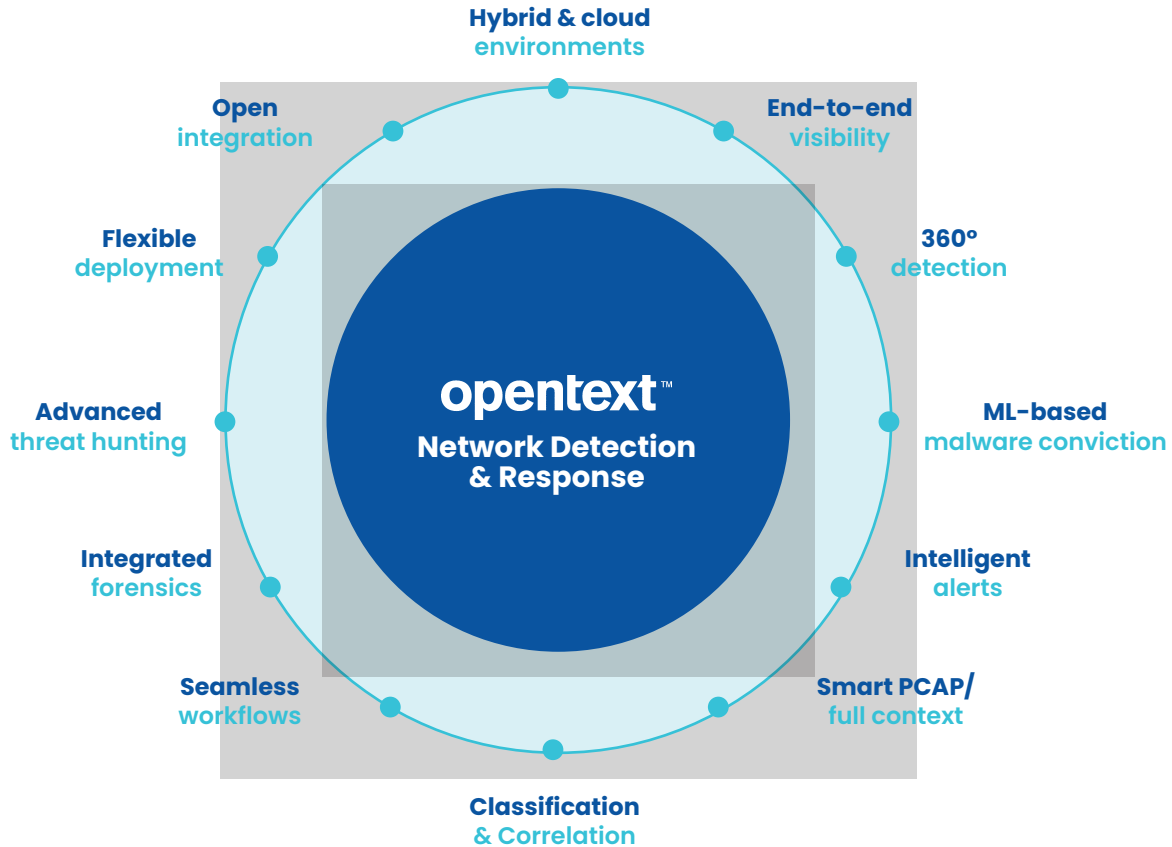 Hybrid & cloud
environments
Open
integration
End-to-end
visibility
Flexible
deployment
360°
detection
opentext™
Network Detection
& Response
Advanced
threat hunting
ML-based
malware conviction
Integrated
forensics
Intelligent
alerts
Seamless
workflows
Smart PCAP/
full context
Classification
& Correlation